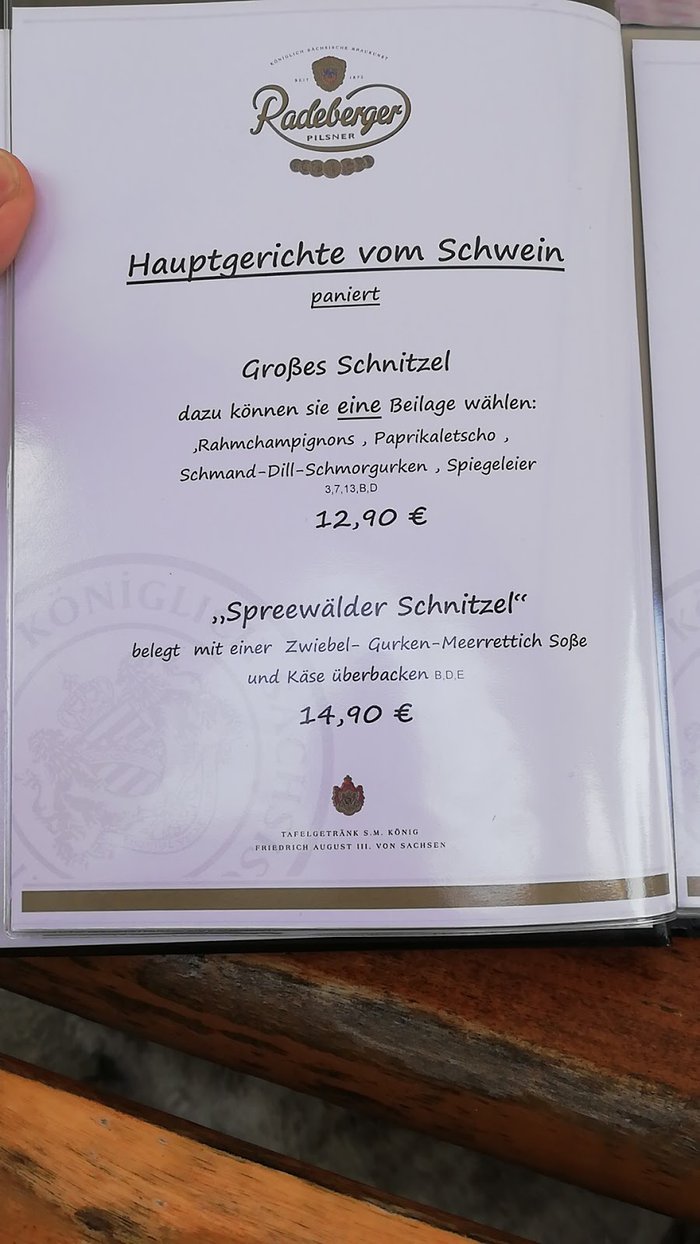 KÖNIGLICH SÄCHSISCHE BRAUKUNST
SEIT 1872
Radeberger
PILSNER
Hauptgerichte vom Schwein
paniert
Großes Schnitzel
dazu können sie eine Beilage wählen:
,Rahmchampignons , Paprikaletscho ,
Schmand-Dill-Schmorgurken , Spiegeleier
3,7,13,B,D
12,90 €
„Spreewälder Schnitzel“
belegt mit einer Zwiebel- Gurken-Meerrettich Soße
und Käse überbacken B,D,E
14,90 €
TAFELGETRÄNK S.M. KÖNIG
FRIEDRICH AUGUST III. VON SACHSEN